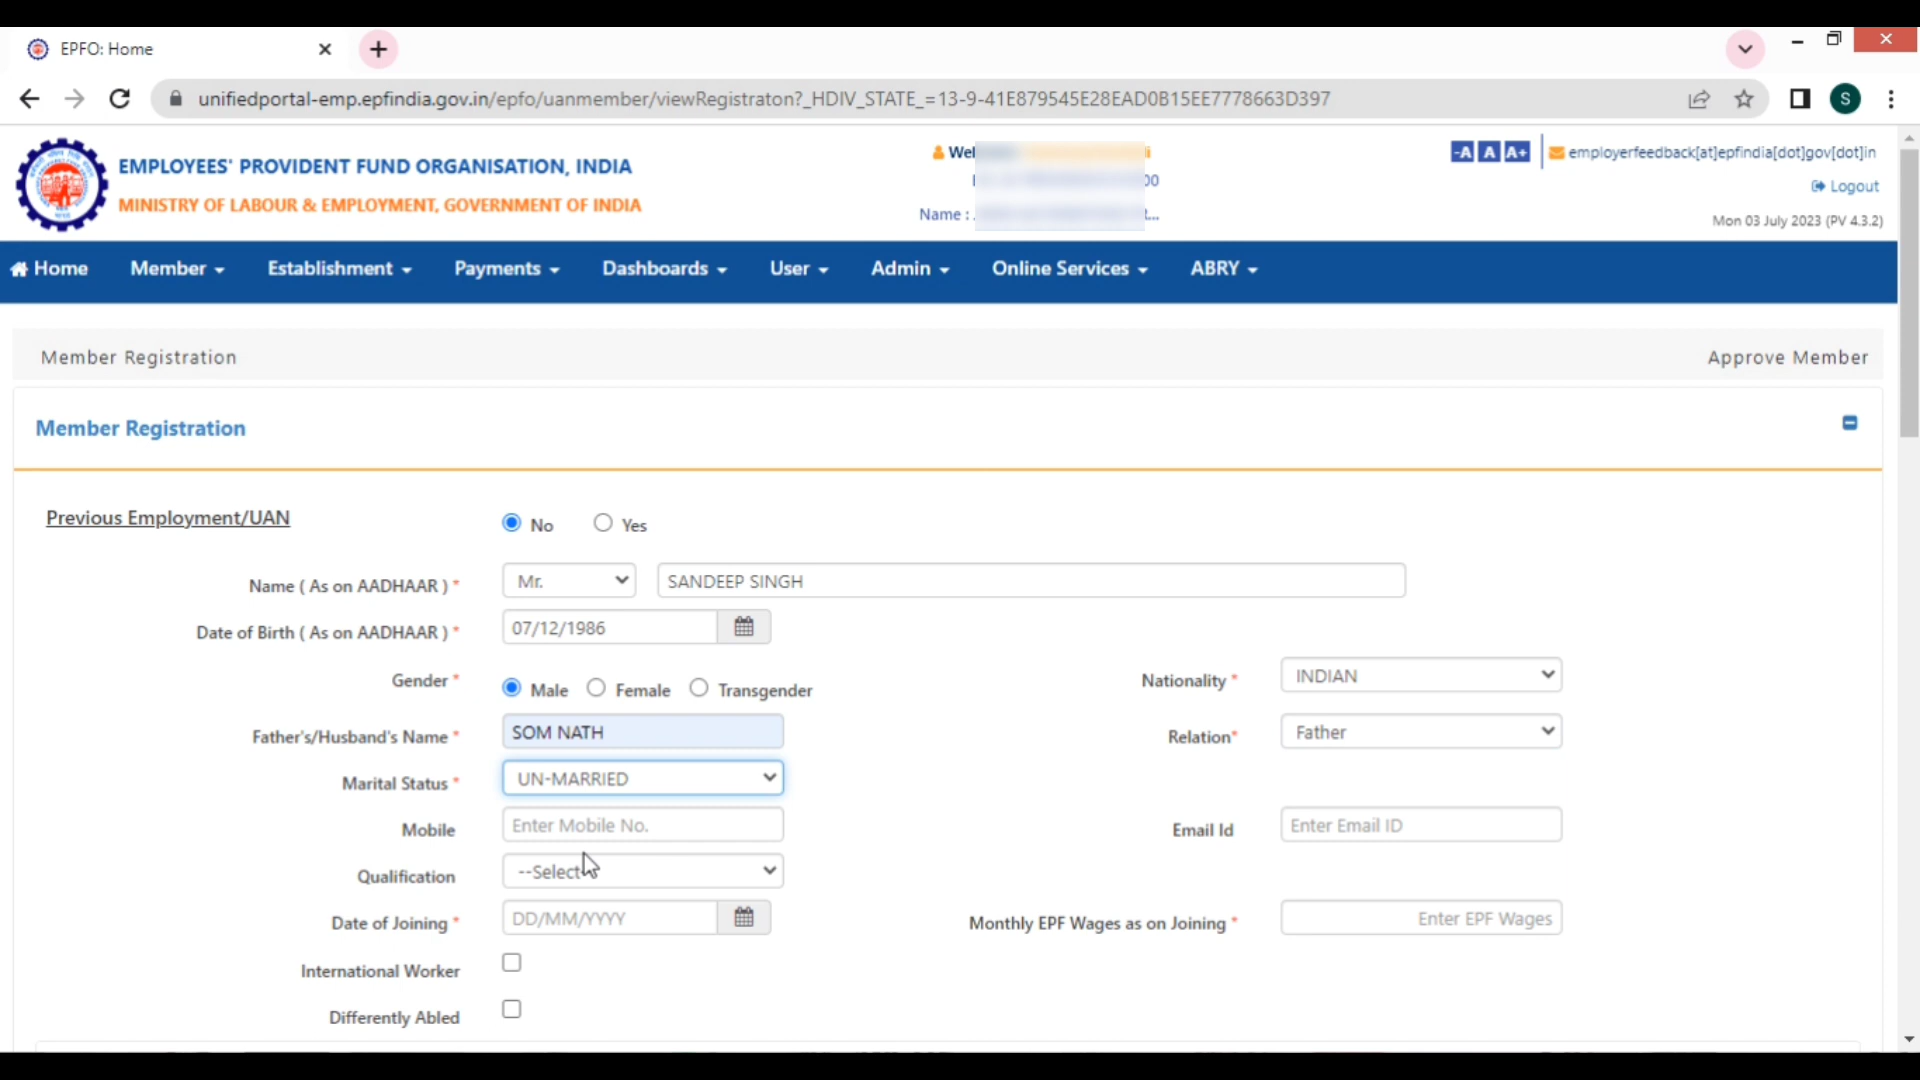 EPFO: Home
unifiedportal-emp.epfindia.gov.in/epfo/uanmember/viewRegistraton?_HDIV_STATE_=13-9-41E879545E28EAD0B15EE7778663D397
S
EMPLOYEES' PROVIDENT FUND ORGANISATION, INDIA
MINISTRY OF LABOUR & EMPLOYMENT, GOVERNMENT OF INDIA
Name :
-A A A+
employerfeedback[at]epfindia[dot]gov[dot]in
Logout
Mon 03 July 2023 (PV 4.3.2)
Home Member Establishment Payments Dashboards User Admin Online Services ABRY
Member Registration Approve Member
Member Registration
Previous Employment/UAN No Yes
Name ( As on AADHAAR ) * Mr. SANDEEP SINGH
Date of Birth ( As on AADHAAR ) * 07/12/1986
Gender * Male Female Transgender Nationality * INDIAN
Father's/Husband's Name * SOM NATH Relation* Father
Marital Status * UN-MARRIED
Mobile Enter Mobile No. Email Id Enter Email ID
Qualification --Select
Date of Joining * DD/MM/YYYY Monthly EPF Wages as on Joining * Enter EPF Wages
International Worker
Differently Abled